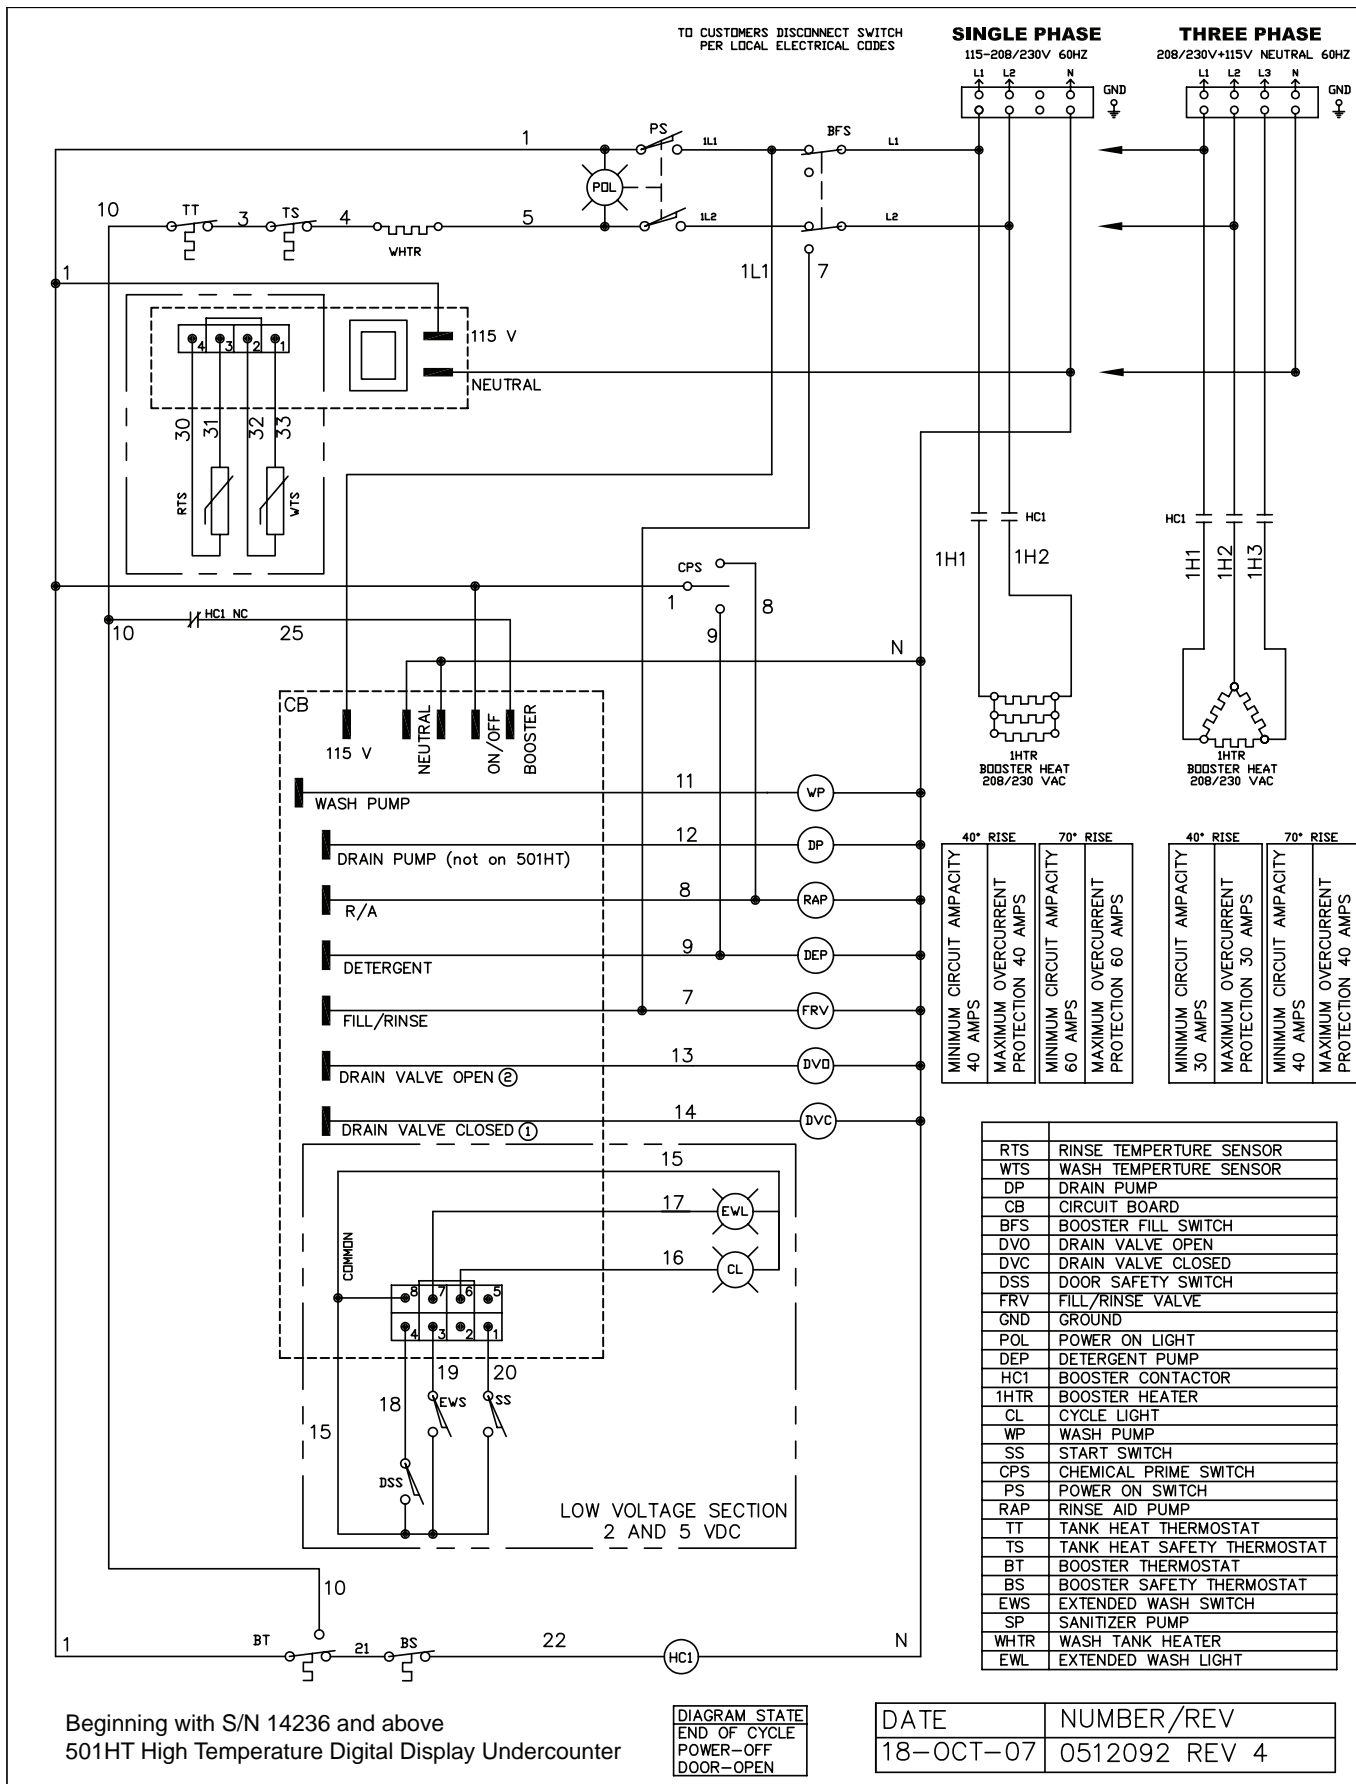 TO CUSTOMERS DISCONNECT SWITCH
PER LOCAL ELECTRICAL CODES
SINGLE PHASE
115-208/230V 60HZ
L1 L2 N
GND
THREE PHASE
208/230V+115V NEUTRAL 60HZ
L1 L2 L3 N
GND
1 PS 1L1 BFS L1
POL
10 TT 3 TS 4 WHTR 5 1L2 L2
1 1L1 7
115 V
NEUTRAL
4 3 2 1
30 31 32 33
RTS WTS
HC1 HC1
1H1 1H2 1H1 1H2 1H3
CPS
1 8
9
10 HC1 NC 25
N
CB
115 V
NEUTRAL
ON/OFF
BOOSTER
1HTR
BOOSTER HEAT
208/230 VAC
1HTR
BOOSTER HEAT
208/230 VAC
11 WP
WASH PUMP
12 DP
DRAIN PUMP (not on 501HT)
8 RAP
R/A
9 DEP
DETERGENT
7 FRV
FILL/RINSE
13 DVO
DRAIN VALVE OPEN 2
14 DVC
DRAIN VALVE CLOSED 1
40° RISE 70° RISE
MINIMUM CIRCUIT AMPACITY
40 AMPS
MAXIMUM OVERCURRENT
PROTECTION 40 AMPS
MINIMUM CIRCUIT AMPACITY
60 AMPS
MAXIMUM OVERCURRENT
PROTECTION 60 AMPS
40° RISE 70° RISE
MINIMUM CIRCUIT AMPACITY
30 AMPS
MAXIMUM OVERCURRENT
PROTECTION 30 AMPS
MINIMUM CIRCUIT AMPACITY
40 AMPS
MAXIMUM OVERCURRENT
PROTECTION 40 AMPS
15
17 EWL
16 CL
COMMON
8 7 6 5
4 3 2 1
19 20
18 EWS SS
15
DSS
LOW VOLTAGE SECTION
2 AND 5 VDC
RTS RINSE TEMPERTURE SENSOR
WTS WASH TEMPERTURE SENSOR
DP DRAIN PUMP
CB CIRCUIT BOARD
BFS BOOSTER FILL SWITCH
DVO DRAIN VALVE OPEN
DVC DRAIN VALVE CLOSED
DSS DOOR SAFETY SWITCH
FRV FILL/RINSE VALVE
GND GROUND
POL POWER ON LIGHT
DEP DETERGENT PUMP
HC1 BOOSTER CONTACTOR
1HTR BOOSTER HEATER
CL CYCLE LIGHT
WP WASH PUMP
SS START SWITCH
CPS CHEMICAL PRIME SWITCH
PS POWER ON SWITCH
RAP RINSE AID PUMP
TT TANK HEAT THERMOSTAT
TS TANK HEAT SAFETY THERMOSTAT
BT BOOSTER THERMOSTAT
BS BOOSTER SAFETY THERMOSTAT
EWS EXTENDED WASH SWITCH
SP SANITIZER PUMP
WHTR WASH TANK HEATER
EWL EXTENDED WASH LIGHT
10
1 BT 21 BS 22 HC1 N
Beginning with S/N 14236 and above
501HT High Temperature Digital Display Undercounter
DIAGRAM STATE
END OF CYCLE
POWER-OFF
DOOR-OPEN
DATE NUMBER/REV
18-OCT-07 0512092 REV 4